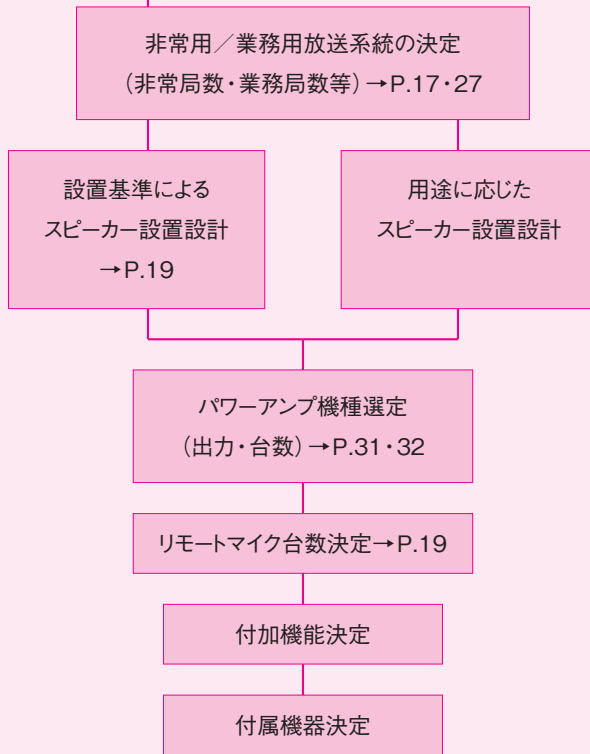 非常用／業務用放送系統の決定
（非常局数・業務局数等）→P.17・27
設置基準による
スピーカー設置設計
→P.19
用途に応じた
スピーカー設置設計
パワーアンプ機種選定
（出力・台数）→P.31・32
リモートマイク台数決定→P.19
付加機能決定
付属機器決定